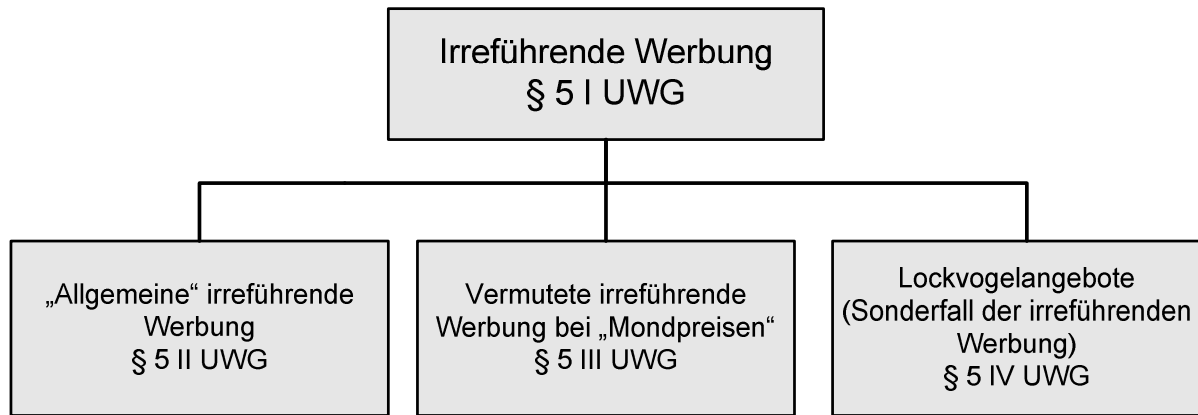 Irreführende Werbung
§ 5 I UWG
„Allgemeine“ irreführende
Werbung
§ 5 II UWG
Vermutete irreführende
Werbung bei „Mondpreisen“
§ 5 III UWG
Lockvogelangebote
(Sonderfall der irreführenden
Werbung)
§ 5 IV UWG